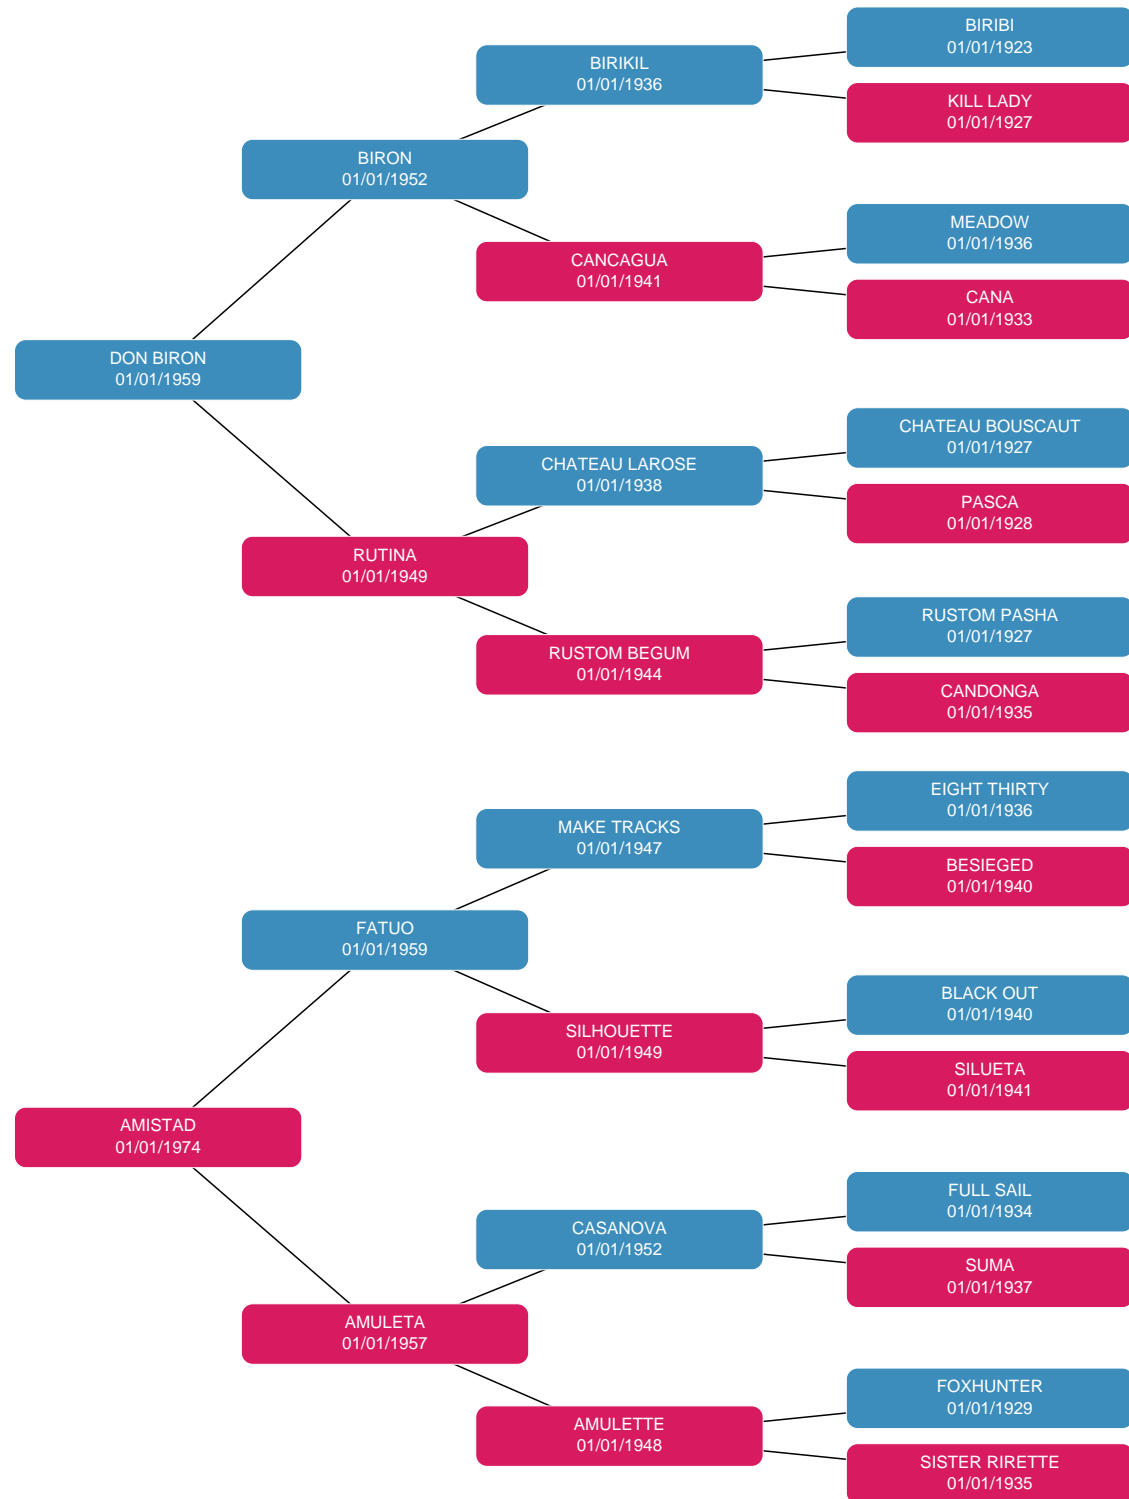 BIRIBI
01/01/1923
BIRIKIL
01/01/1936
KILL LADY
01/01/1927
BIRON
01/01/1952
MEADOW
01/01/1936
CANCAGUA
01/01/1941
CANA
01/01/1933
DON BIRON
01/01/1959
CHATEAU BOUSCAUT
01/01/1927
CHATEAU LAROSE
01/01/1938
PASCA
01/01/1928
RUTINA
01/01/1949
RUSTOM PASHA
01/01/1927
RUSTOM BEGUM
01/01/1944
CANDONGA
01/01/1935
EIGHT THIRTY
01/01/1936
MAKE TRACKS
01/01/1947
BESIEGED
01/01/1940
FATUO
01/01/1959
BLACK OUT
01/01/1940
SILHOUETTE
01/01/1949
SILUETA
01/01/1941
AMISTAD
01/01/1974
FULL SAIL
01/01/1934
CASANOVA
01/01/1952
SUMA
01/01/1937
AMULETA
01/01/1957
FOXHUNTER
01/01/1929
AMULETTE
01/01/1948
SISTER RIRETTE
01/01/1935